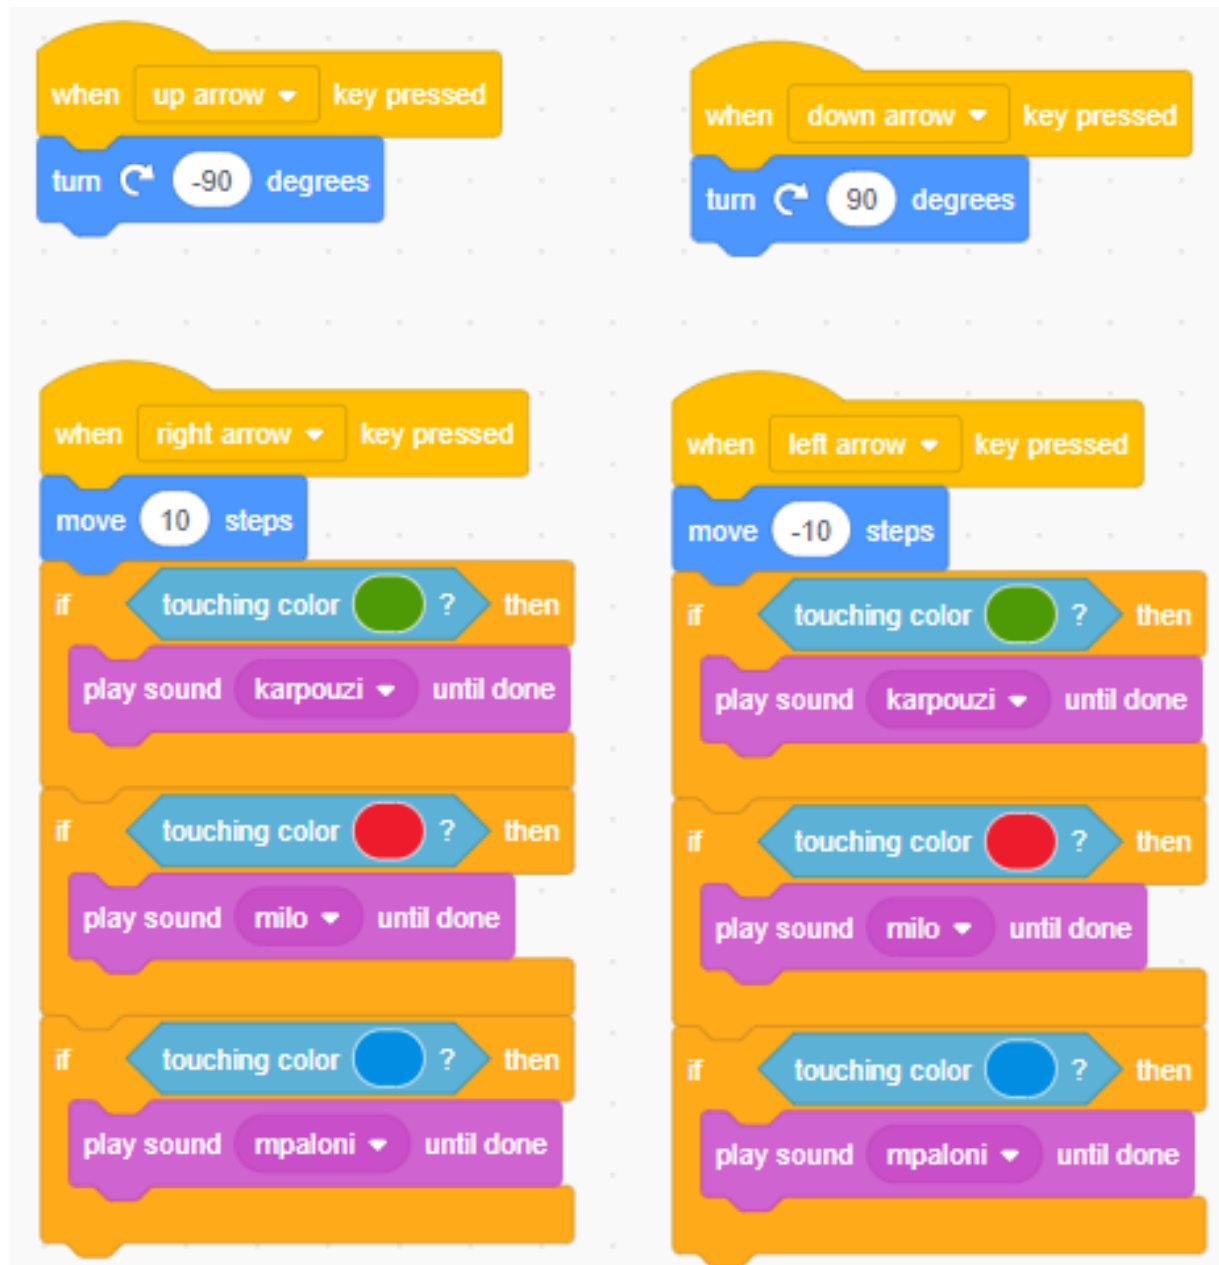 when up arrow key pressed
turn -90 degrees
when down arrow key pressed
turn 90 degrees
when right arrow key pressed
move 10 steps
if touching color ? then
play sound karpouzi until done
if touching color ? then
play sound milo until done
if touching color ? then
play sound mpaloni until done
when left arrow key pressed
move -10 steps
if touching color ? then
play sound karpouzi until done
if touching color ? then
play sound milo until done
if touching color ? then
play sound mpaloni until done